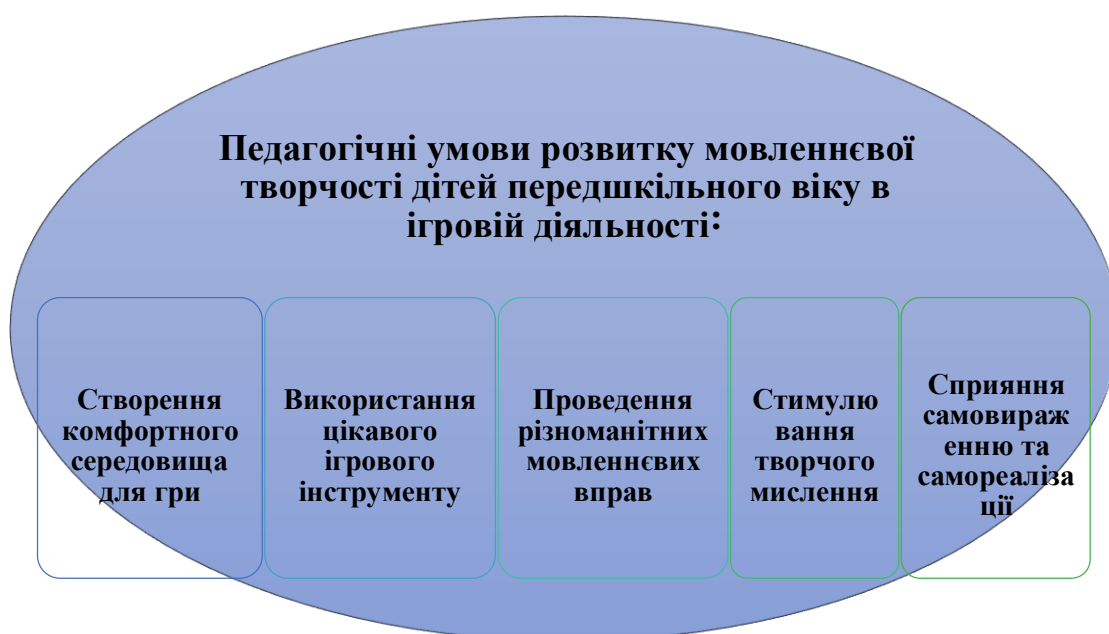 Педагогічні умови розвитку мовленнєвої
творчості дітей передшкільного віку в
ігровій діяльності:
Створення
комфортного
середовища
для гри
Використання
цікавого
ігрового
інструменту
Проведення
різноманітних
мовленнєвих
вправ
Стимулю
вання
творчого
мислення
Сприяння
самовираж
енню та
самореаліза
ції